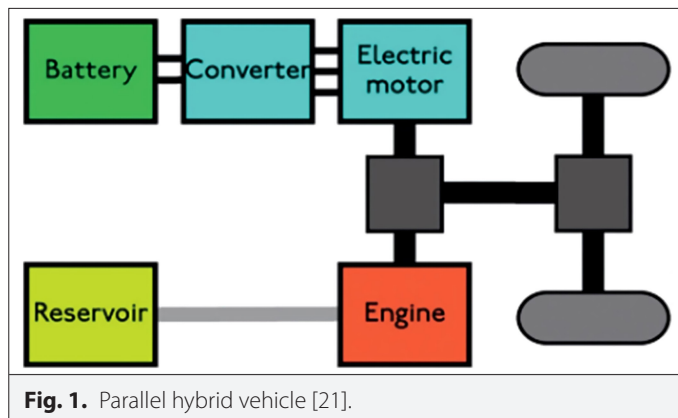 Battery
Converter
Electric
motor
Reservoir
Engine
Fig. 1. Parallel hybrid vehicle [21].